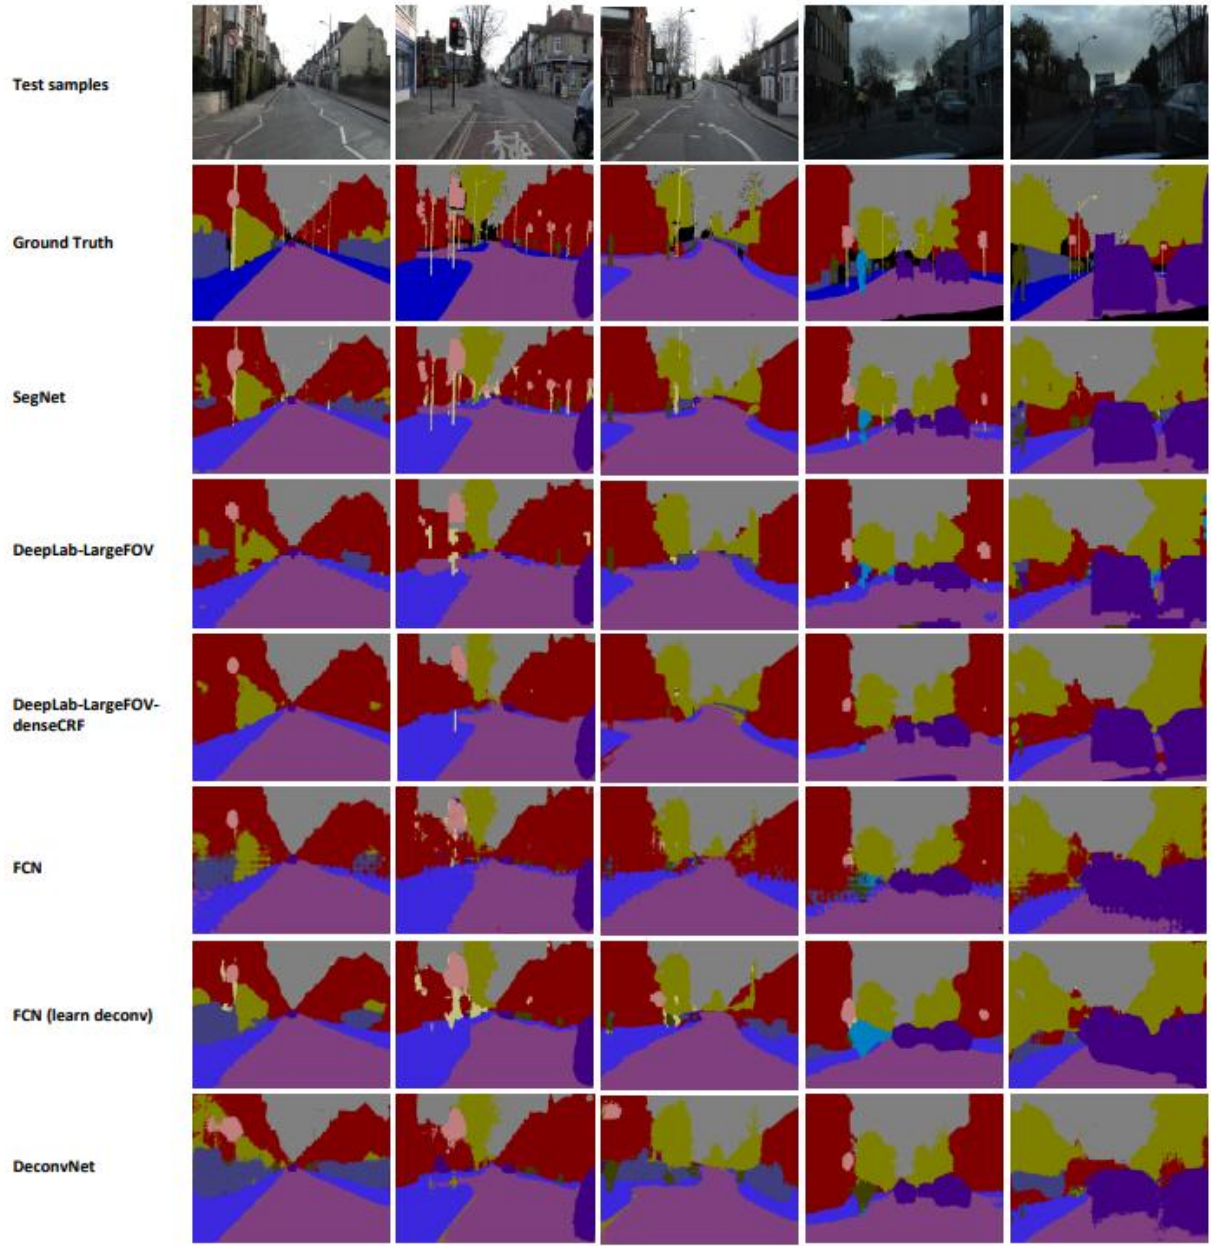 Test samples
Ground Truth
SegNet
DeepLab-LargeFOV
DeepLab-LargeFOV-
denseCRF
FCN
FCN (learn deconv)
DeconvNet